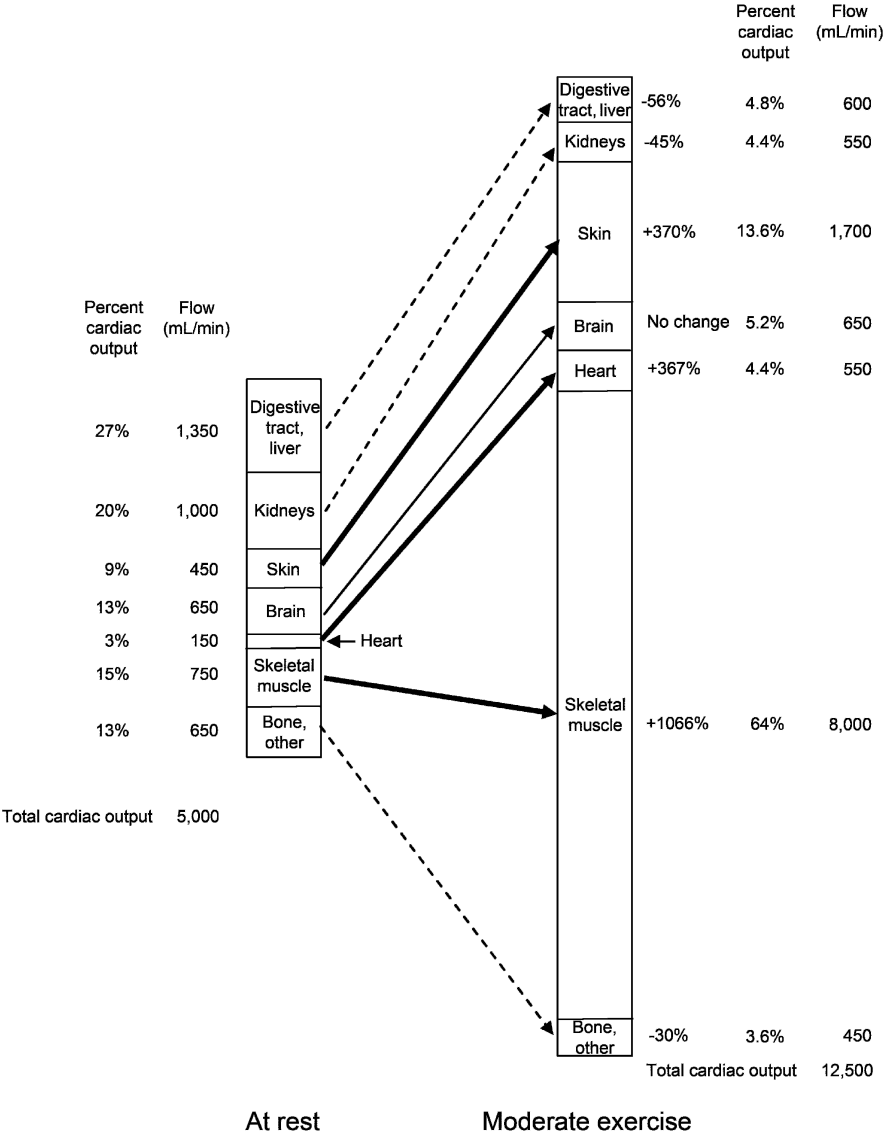 Percent Flow
cardiac (mL/min)
output
Digestive
tract, liver -56% 4.8% 600
Kidneys -45% 4.4% 550
Skin +370% 13.6% 1,700
Brain No change 5.2% 650
Heart +367% 4.4% 550
Skeletal
muscle +1066% 64% 8,000
Bone,
other -30% 3.6% 450
Total cardiac output 12,500
Percent Flow
cardiac (mL/min)
output
Digestive
tract,
liver
27% 1,350
20% 1,000 Kidneys
9% 450 Skin
13% 650 Brain
3% 150 Heart
Skeletal
muscle
15% 750
Bone,
other
13% 650
Total cardiac output 5,000
At rest Moderate exercise